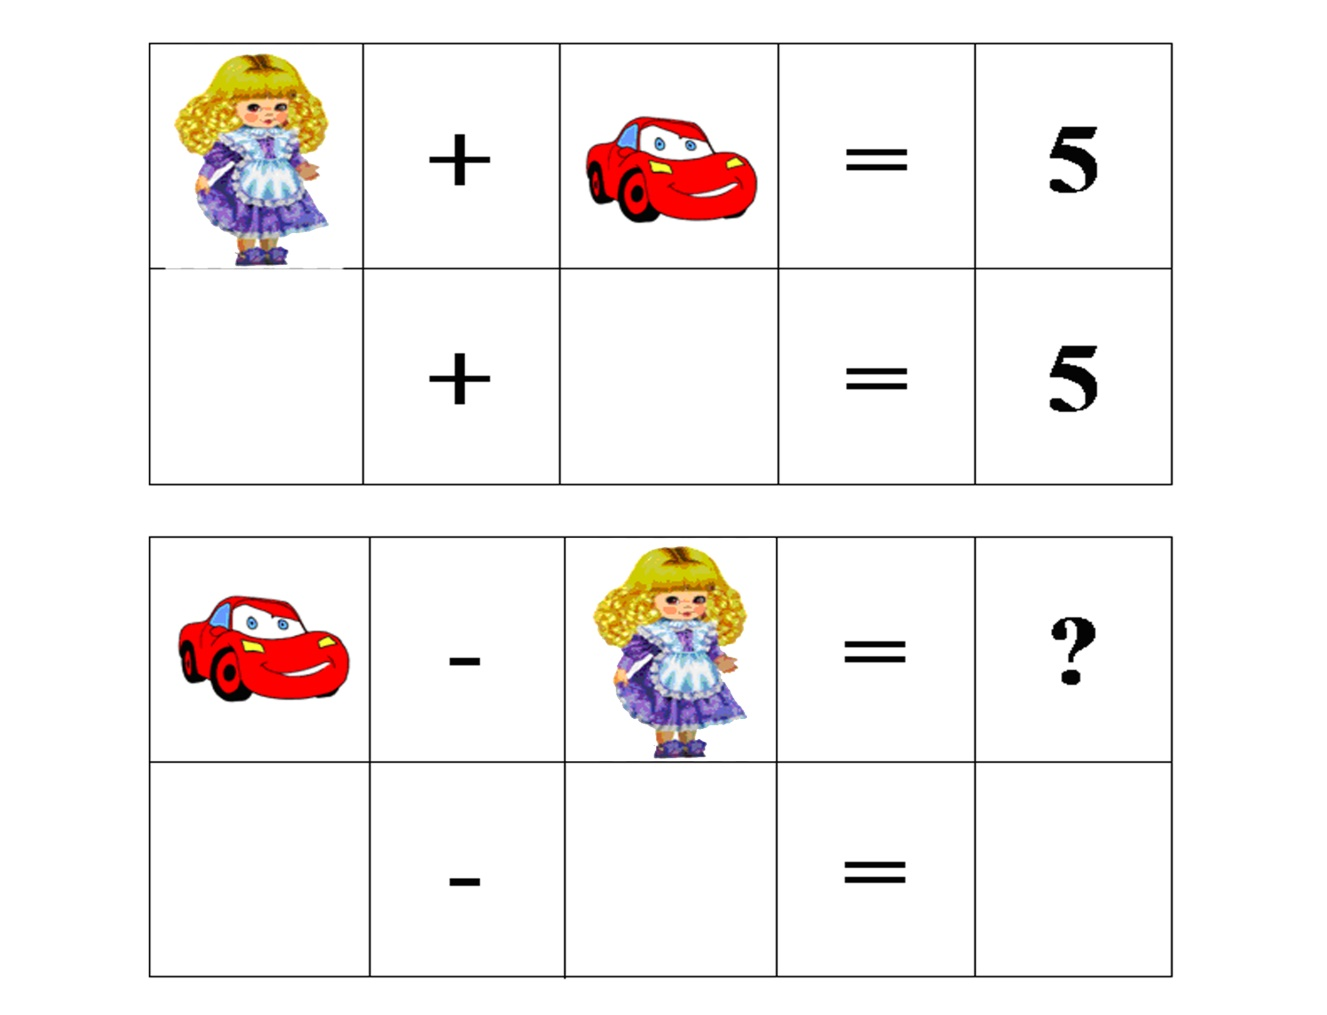 + = 5
+ = 5
- = ?
- =